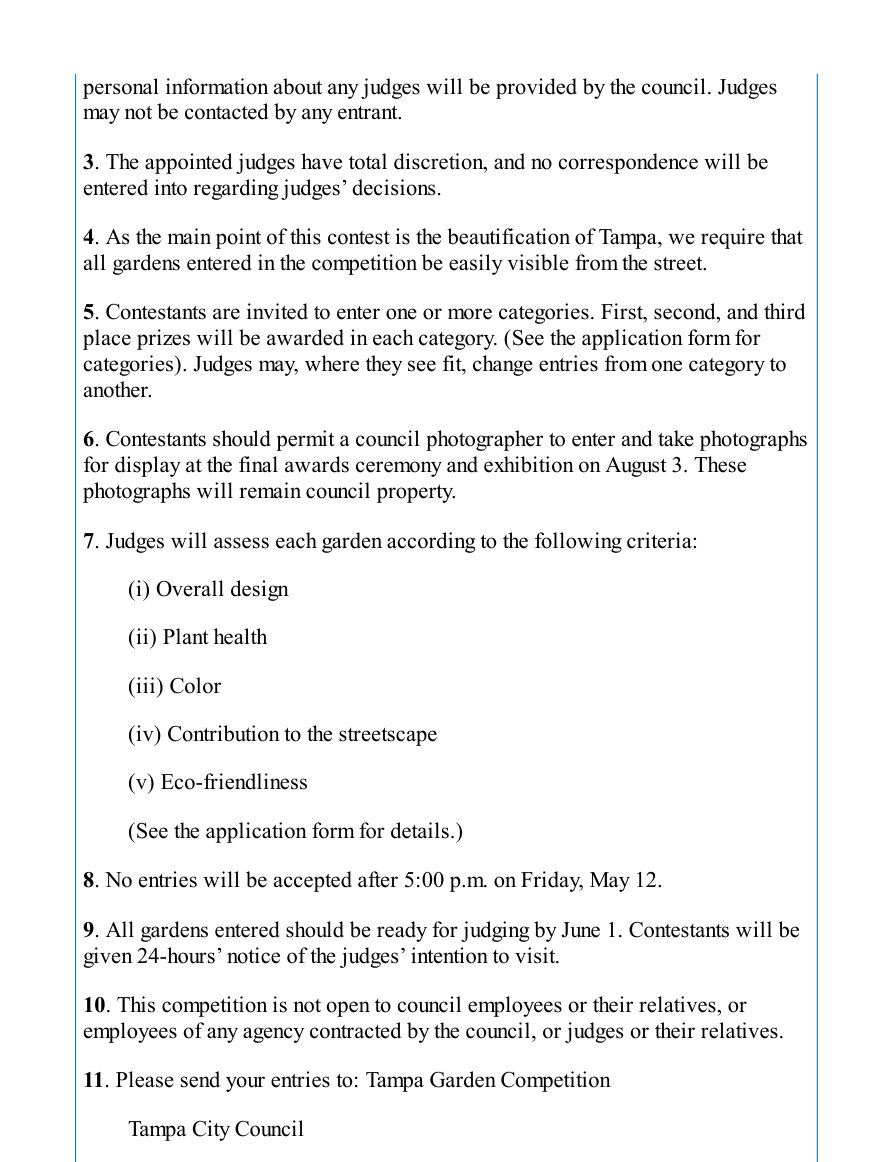 personal information about any judges will be provided by the council. Judges
may not be contacted by any entrant.
3. The appointed judges have total discretion, and no correspondence will be
entered into regarding judges’ decisions.
4. As the main point of this contest is the beautification of Tampa, we require that
all gardens entered in the competition be easily visible from the street.
5. Contestants are invited to enter one or more categories. First, second, and third
place prizes will be awarded in each category. (See the application form for
categories). Judges may, where they see fit, change entries from one category to
another.
6. Contestants should permit a council photographer to enter and take photographs
for display at the final awards ceremony and exhibition on August 3. These
photographs will remain council property.
7. Judges will assess each garden according to the following criteria:
(i) Overall design
(ii) Plant health
(iii) Color
(iv) Contribution to the streetscape
(v) Eco-friendliness
(See the application form for details.)
8. No entries will be accepted after 5:00 p.m. on Friday, May 12.
9. All gardens entered should be ready for judging by June 1. Contestants will be
given 24-hours’ notice of the judges’ intention to visit.
10. This competition is not open to council employees or their relatives, or
employees of any agency contracted by the council, or judges or their relatives.
11. Please send your entries to: Tampa Garden Competition
Tampa City Council